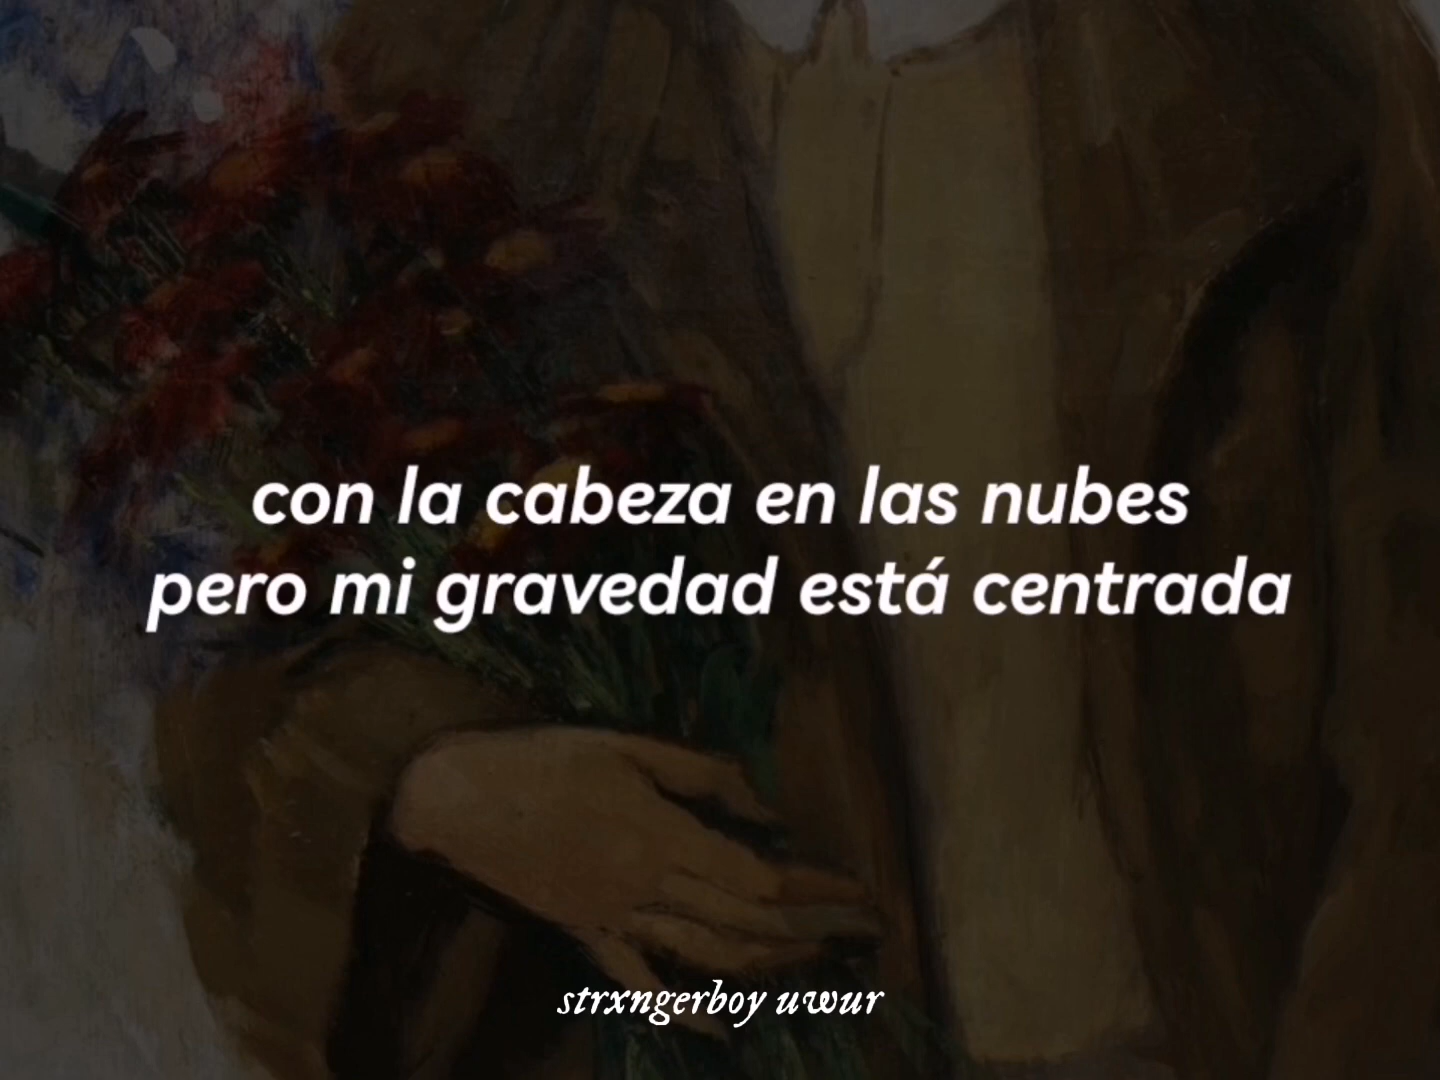 con la cabeza en las nubes
pero mi gravedad está centrada
strxngerboy uwur